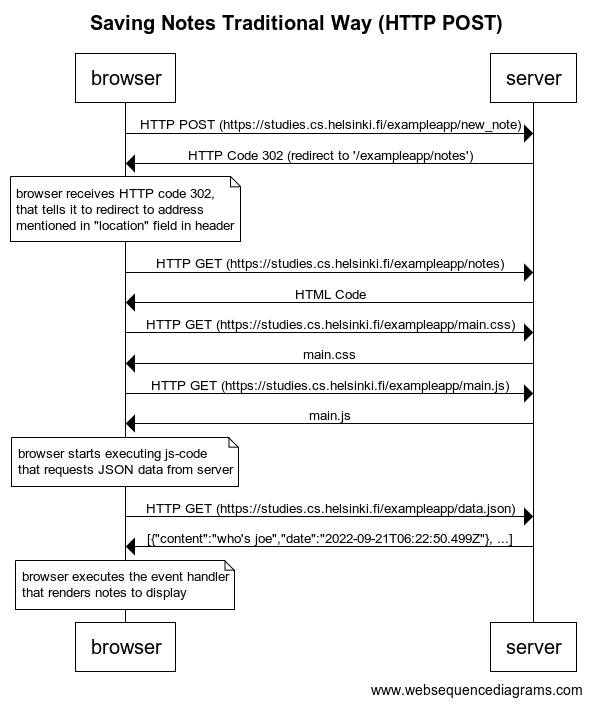 Saving Notes Traditional Way (HTTP POST)
browser
server
HTTP POST (https://studies.cs.helsinki.fi/exampleapp/new_note)
HTTP Code 302 (redirect to '/exampleapp/notes')
browser receives HTTP code 302,
that tells it to redirect to address
mentioned in "location" field in header
HTTP GET (https://studies.cs.helsinki.fi/exampleapp/notes)
HTML Code
HTTP GET (https://studies.cs.helsinki.fi/exampleapp/main.css)
main.css
HTTP GET (https://studies.cs.helsinki.fi/exampleapp/main.js)
main.js
browser starts executing js-code
that requests JSON data from server
HTTP GET (https://studies.cs.helsinki.fi/exampleapp/data.json)
[{"content":"who's joe","date":"2022-09-21T06:22:50.499Z"}, ...]
browser executes the event handler
that renders notes to display
browser
server
www.websequencediagrams.com